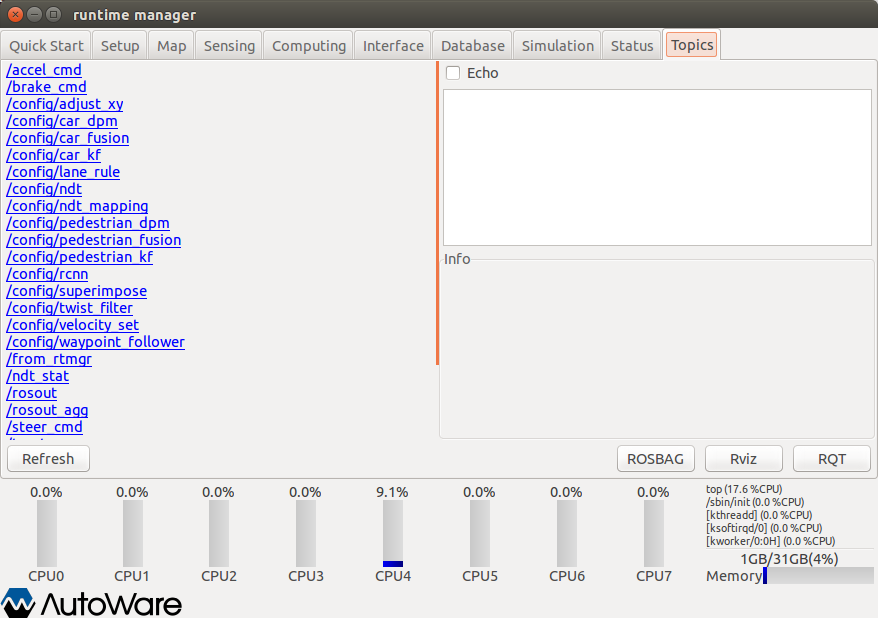 runtime manager
Quick Start Setup Map Sensing Computing Interface Database Simulation Status Topics
/accel_cmd
/brake_cmd
/config/adjust_xy
/config/car_dpm
/config/car_fusion
/config/car_kf
/config/lane_rule
/config/ndt
/config/ndt_mapping
/config/pedestrian_dpm
/config/pedestrian_fusion
/config/pedestrian_kf
/config/rcnn
/config/superimpose
/config/twist_filter
/config/velocity_set
/config/waypoint_follower
/from_rtmgr
/ndt_stat
/rosout
/rosout_agg
/steer_cmd
Echo
Info
Refresh ROSBAG Rviz RQT
0.0% 0.0% 0.0% 0.0% 9.1% 0.0% 0.0% 0.0%
CPU0 CPU1 CPU2 CPU3 CPU4 CPU5 CPU6 CPU7
top (17.6 %CPU)
/sbin/init (0.0 %CPU)
[kthreadd] (0.0 %CPU)
[ksoftirqd/0] (0.0 %CPU)
[kworker/0:0H] (0.0 %CPU)
1GB/31GB(4%)
Memory
AutoWare